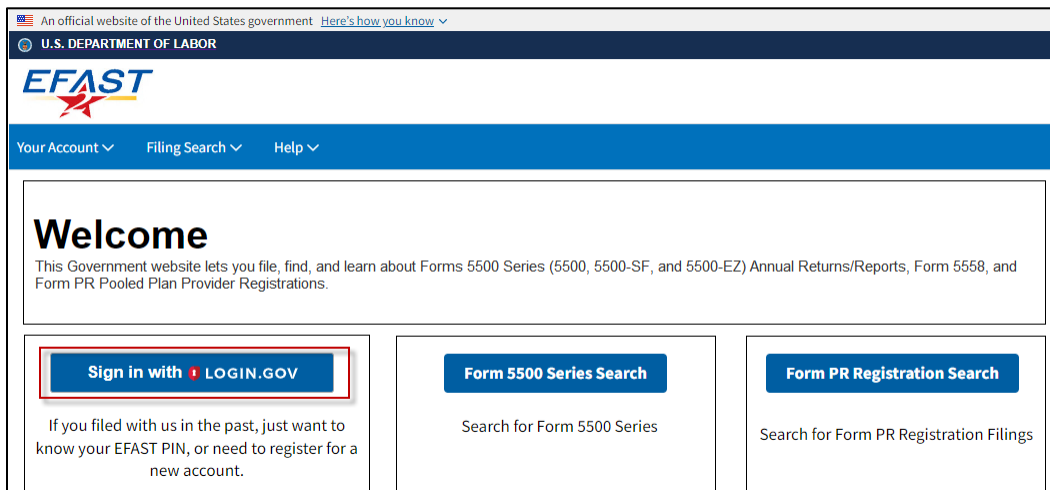 An official website of the United States government Here's how you know
U.S. DEPARTMENT OF LABOR
EFAST
Your Account Filing Search Help
Welcome
This Government website lets you file, find, and learn about Forms 5500 Series (5500, 5500-SF, and 5500-EZ) Annual Returns/Reports, Form 5558, and
Form PR Pooled Plan Provider Registrations.
Sign in with LOGIN.GOV
If you filed with us in the past, just want to
know your EFAST PIN, or need to register for a
new account.
Form 5500 Series Search
Search for Form 5500 Series
Form PR Registration Search
Search for Form PR Registration Filings